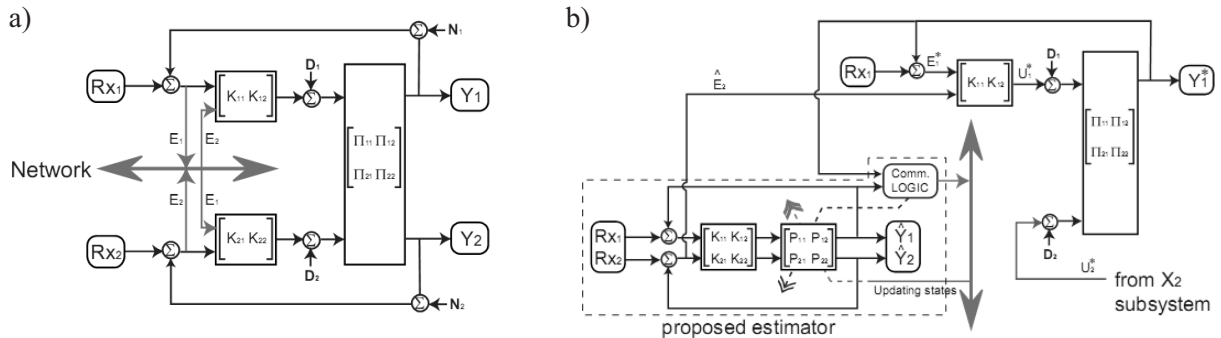 a)
N₁
Σ
Rx₁
Σ
[K₁₁ K₁₂]
D₁
Σ
Y₁
E₁
E₂
[Π₁₁ Π₁₂
Π₂₁ Π₂₂]
Network
E₂
E₁
[K₂₁ K₂₂]
Rx₂
Σ
Σ
D₂
Y₂
Σ
N₂
b)
Rx₁
Σ
E₁*
[K₁₁ K₁₂]
U₁*
D₁
Σ
Y₁*
Ê₂
[Π₁₁ Π₁₂
Π₂₁ Π₂₂]
Comm.
LOGIC
Rx₁
Rx₂
Σ
Σ
[K₁₁ K₁₂
K₂₁ K₂₂]
[P₁₁ P₁₂
P₂₁ P₂₂]
Ŷ₁
Ŷ₂
Updating states
proposed estimator
Σ
D₂
U₂*
from X₂
subsystem